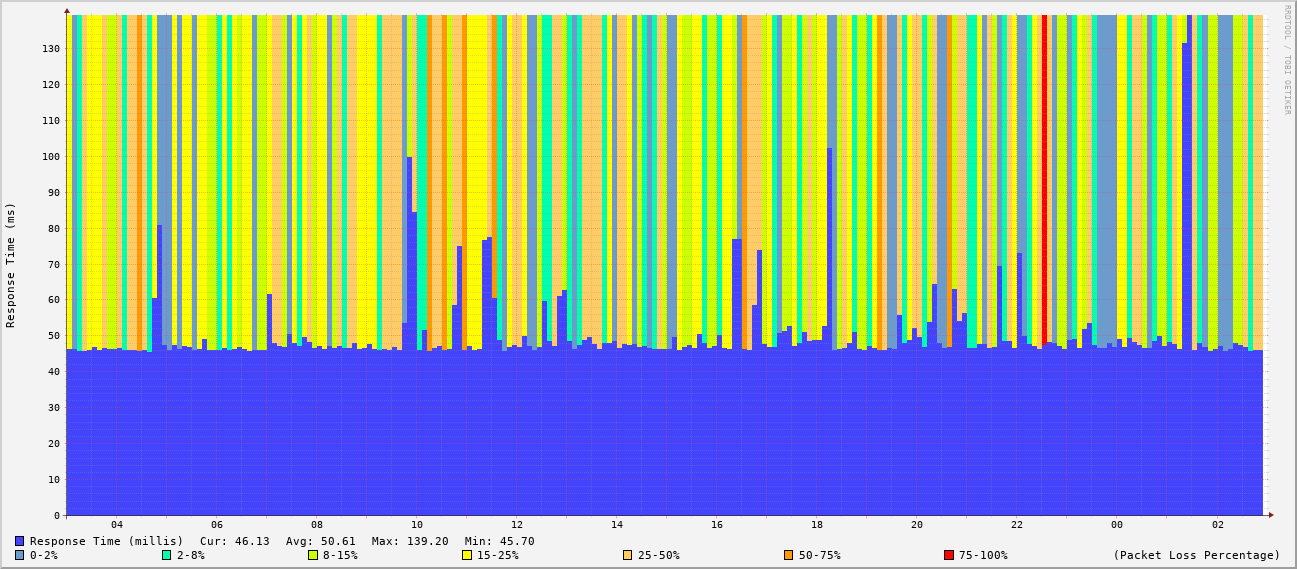 RRDTOOL / TOBI OETIKER
Response Time (ms)
130
120
110
100
90
80
70
60
50
40
30
20
10
0
04 06 08 10 12 14 16 18 20 22 00 02
Response Time (millis) Cur: 46.13 Avg: 50.61 Max: 139.20 Min: 45.70
0-2% 2-8% 8-15% 15-25% 25-50% 50-75% 75-100% (Packet Loss Percentage)